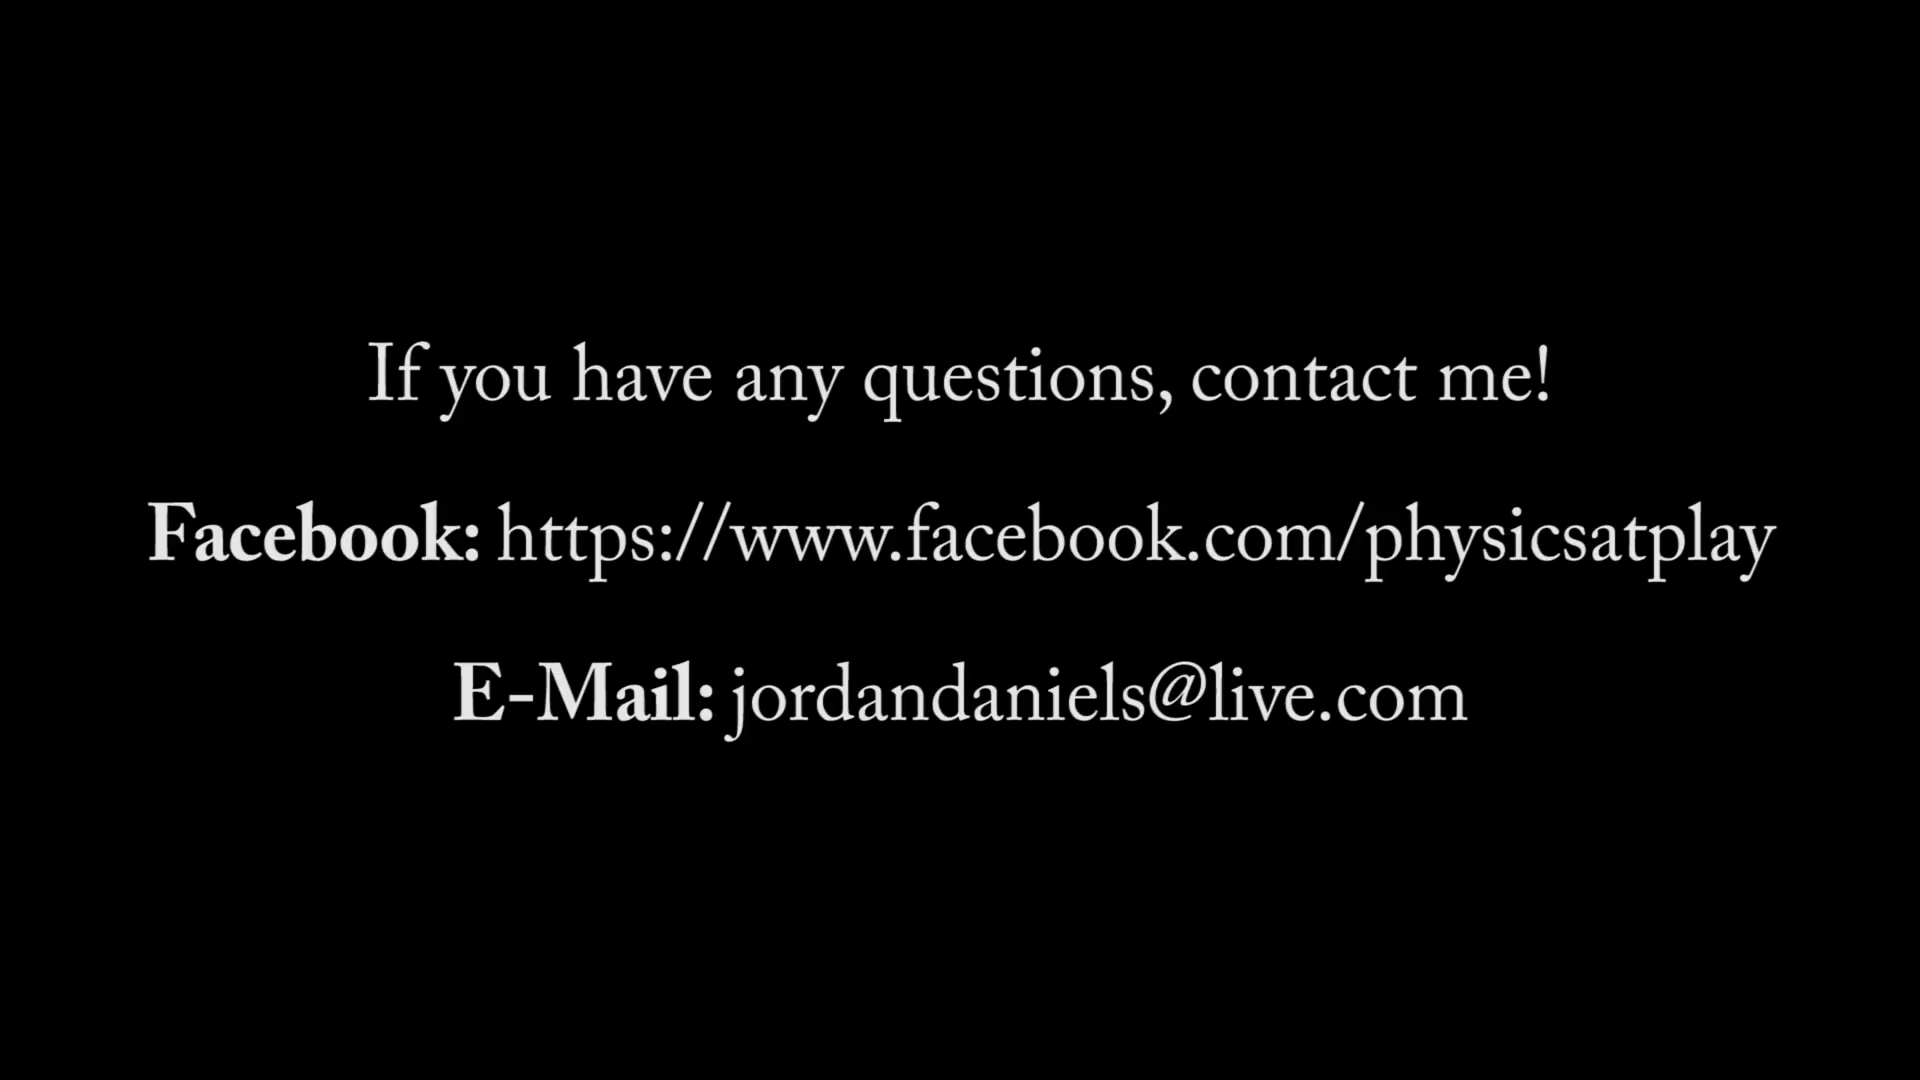 If you have any questions, contact me!
Facebook: https://www.facebook.com/physicsatplay
E-Mail: jordandaniels@live.com